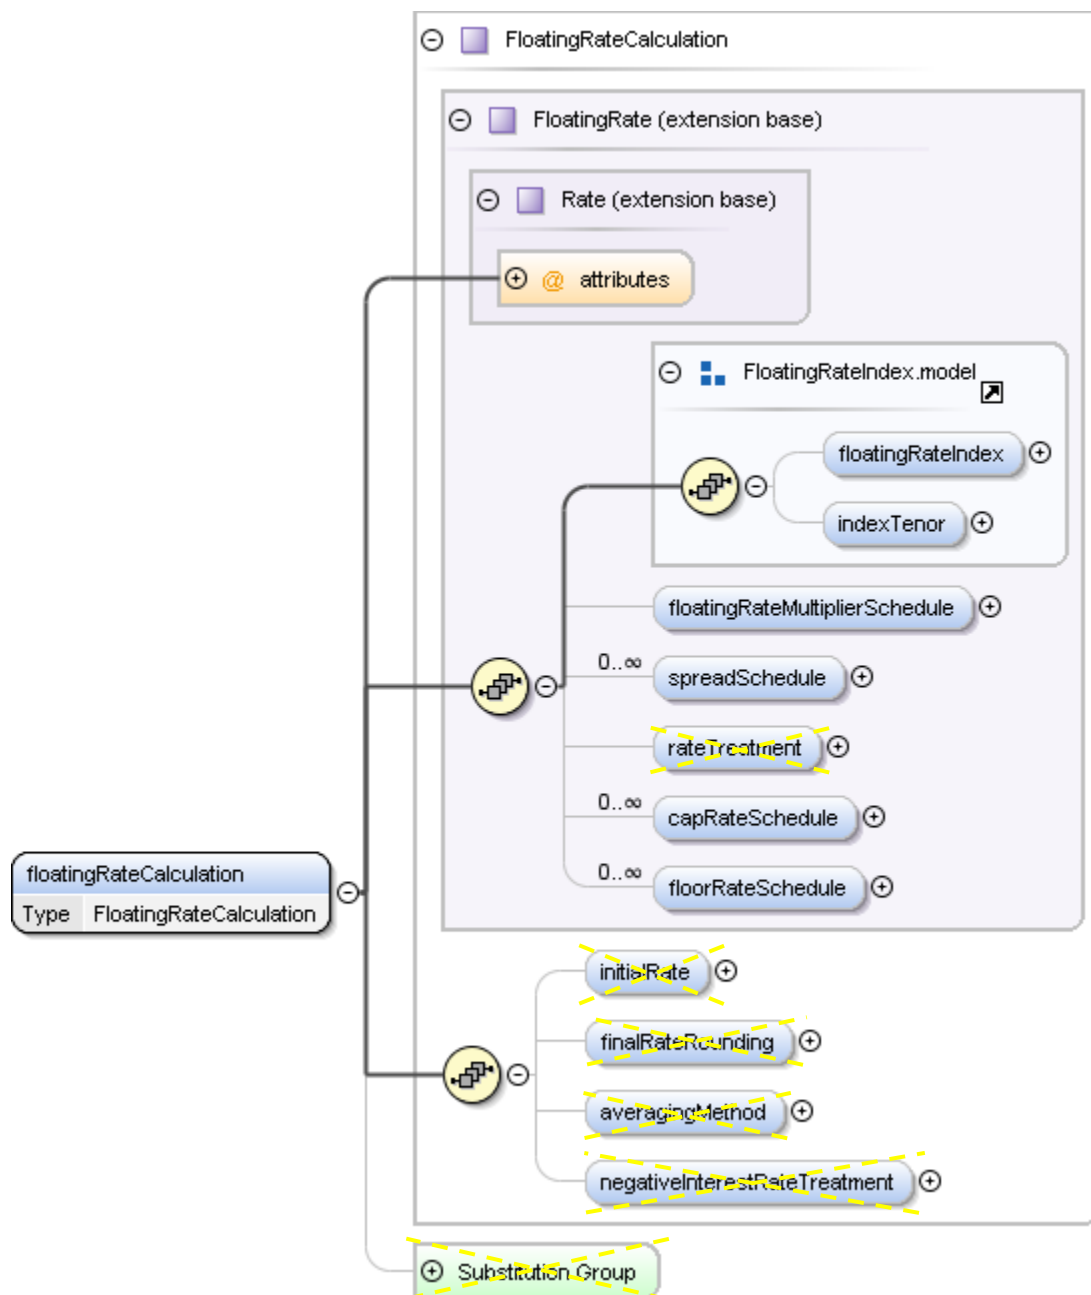 FloatingRateCalculation
FloatingRate (extension base)
Rate (extension base)
@ attributes
FloatingRateIndex.model
floatingRateIndex
indexTenor
floatingRateMultiplierSchedule
0..∞
spreadSchedule
rateTreatment
0..∞
capRateSchedule
0..∞
floorRateSchedule
floatingRateCalculation
Type FloatingRateCalculation
initialRate
finalRateRounding
averagingMethod
negativeInterestRateTreatment
Substitution Group